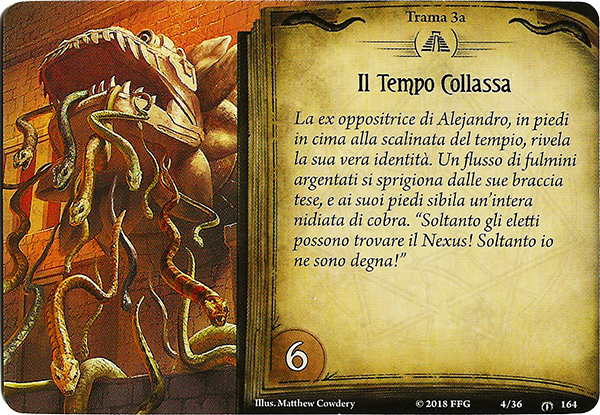 Trama 3a
Il Tempo Collassa
La ex oppositrice di Alejandro, in piedi
in cima alla scalinata del tempio, rivela
la sua vera identità. Un flusso di fulmini
argentati si sprigiona dalle sue braccia
tese, e ai suoi piedi sibila un’intera
nidiata di cobra. “Soltanto gli eletti
possono trovare il Nexus! Soltanto io
ne sono degna!”
6
Illus. Matthew Cowdery © 2018 FFG 4/36 164